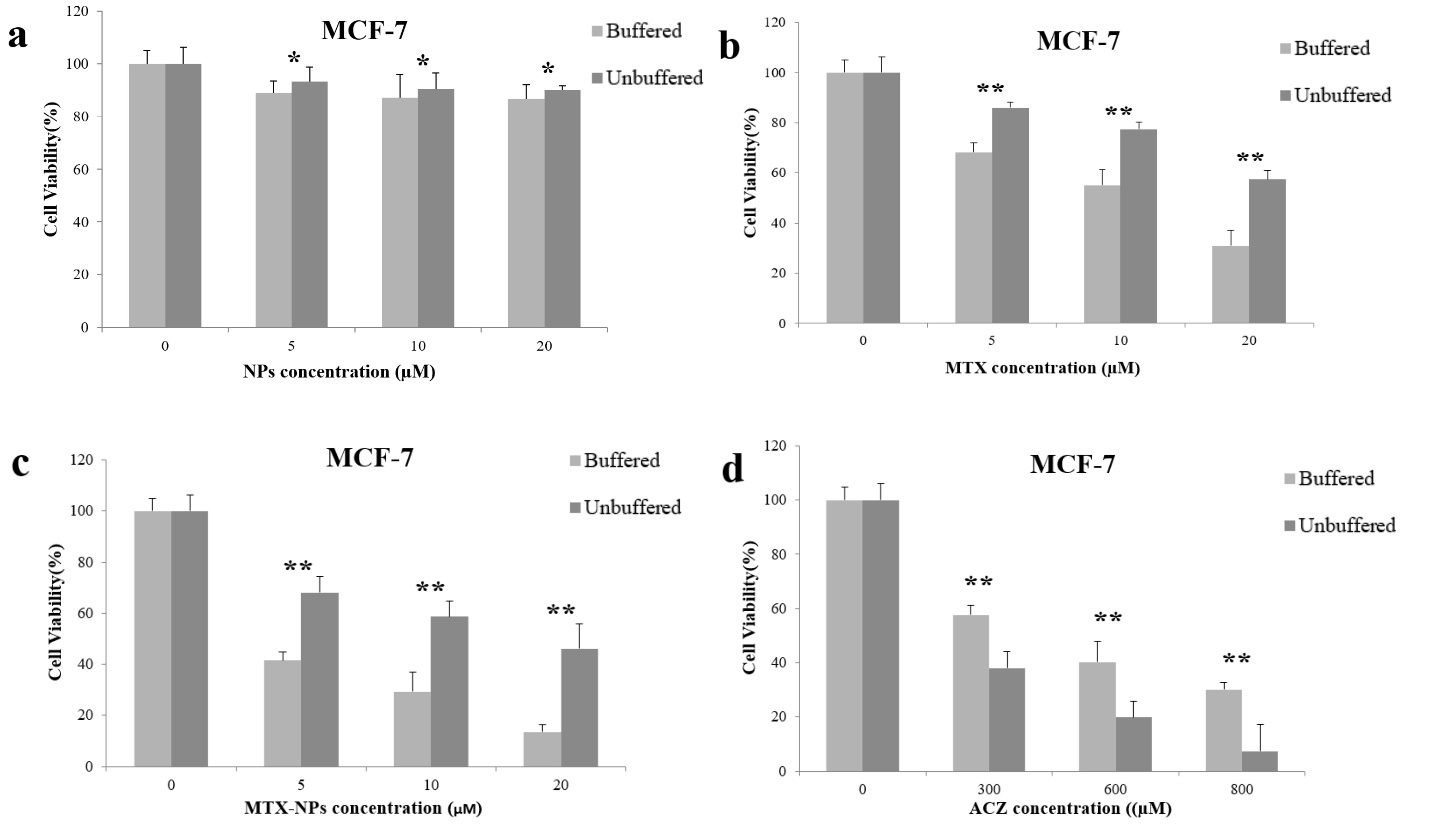 a
MCF-7
Buffered
Unbuffered
Cell Viability(%)
120
100
80
60
40
20
0
* * *
0 5 10 20
NPs concentration (µM)
b
MCF-7
Buffered
Unbuffered
Cell Viability(%)
120
100
80
60
40
20
0
** ** **
0 5 10 20
MTX concentration (µM)
c
MCF-7
Buffered
Unbuffered
Cell Viability(%)
120
100
80
60
40
20
0
** ** **
0 5 10 20
MTX-NPs concentration (µM)
d
MCF-7
Buffered
Unbuffered
Cell Viability(%)
120
100
80
60
40
20
0
** ** **
0 300 600 800
ACZ concentration ((µM)